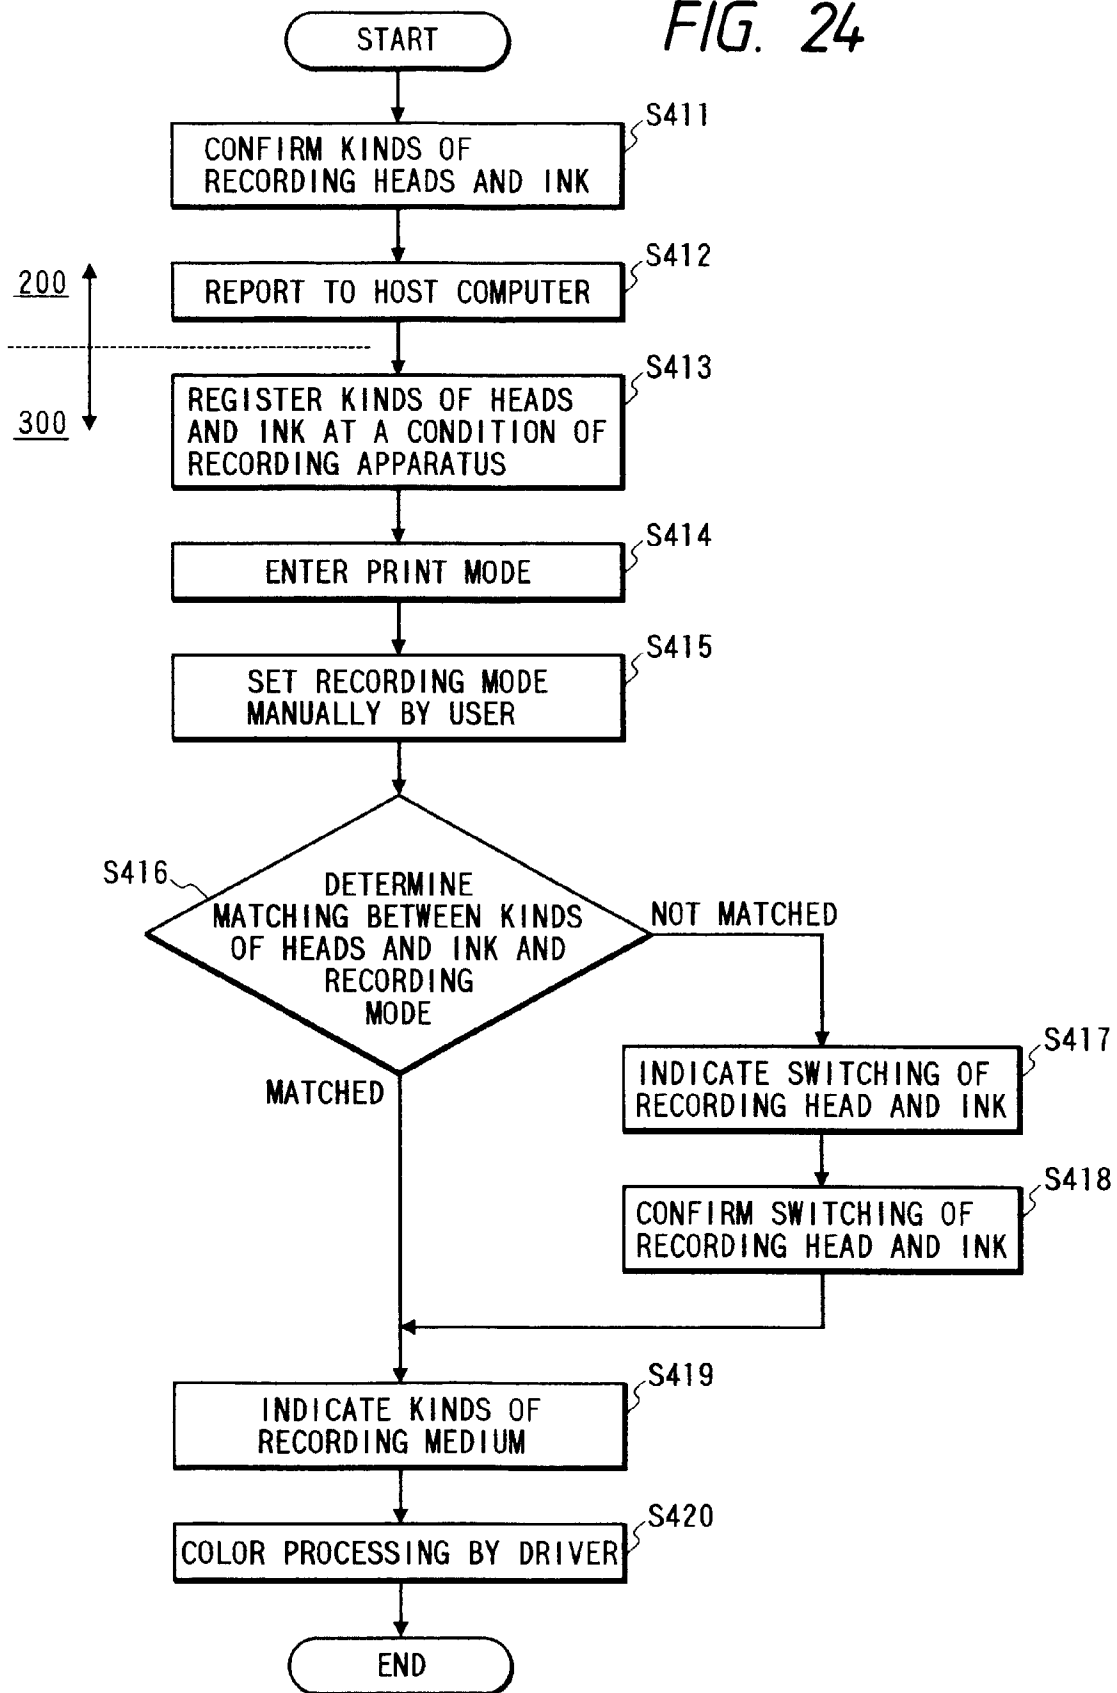 FIG. 24
START
S411
CONFIRM KINDS OF
RECORDING HEADS AND INK
S412
200
REPORT TO HOST COMPUTER
S413
300
REGISTER KINDS OF HEADS
AND INK AT A CONDITION OF
RECORDING APPARATUS
S414
ENTER PRINT MODE
S415
SET RECORDING MODE
MANUALLY BY USER
S416
DETERMINE
MATCHING BETWEEN KINDS
OF HEADS AND INK AND
RECORDING
MODE
NOT MATCHED
MATCHED
S417
INDICATE SWITCHING OF
RECORDING HEAD AND INK
S418
CONFIRM SWITCHING OF
RECORDING HEAD AND INK
S419
INDICATE KINDS OF
RECORDING MEDIUM
S420
COLOR PROCESSING BY DRIVER
END